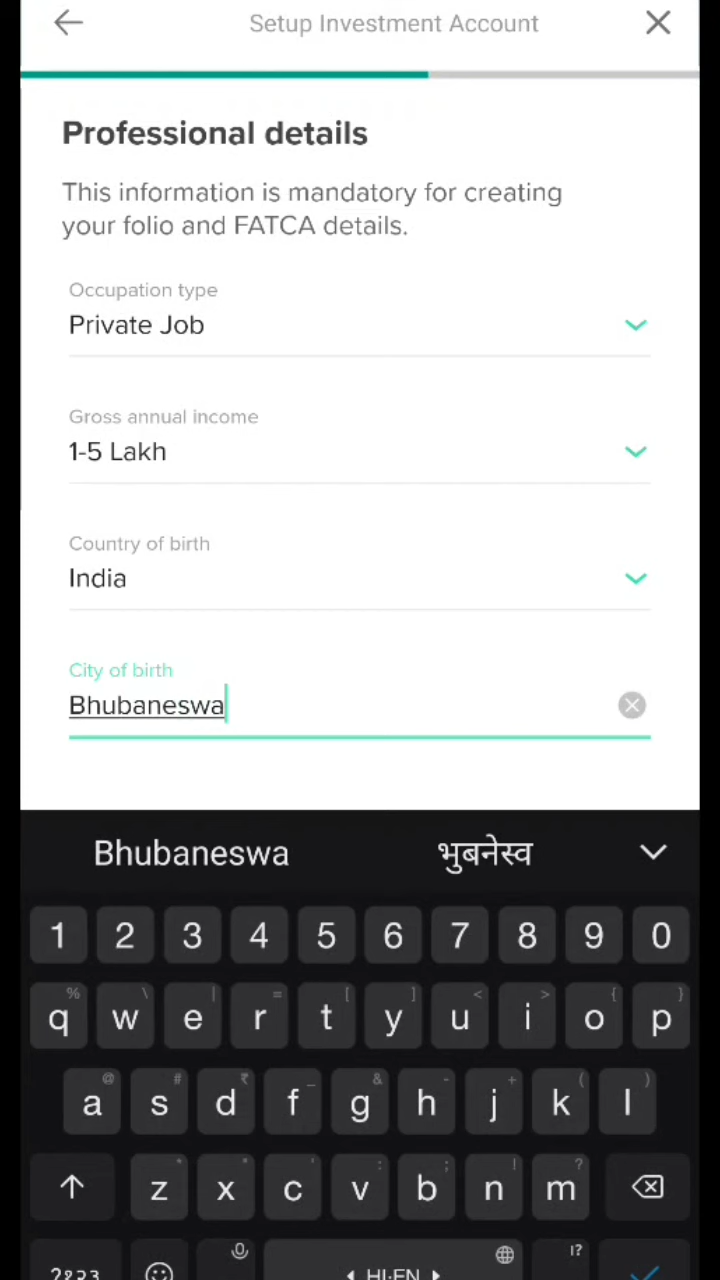 Setup Investment Account
Professional details
This information is mandatory for creating
your folio and FATCA details.
Occupation type
Private Job
Gross annual income
1-5 Lakh
Country of birth
India
City of birth
Bhubaneswa
Bhubaneswa भुबनेस्व
1 2 3 4 5 6 7 8 9 0
% \ | = [ ] < > { }
q w e r t y u i o p
@ # ₹ _ & - + ( )
a s d f g h j k l
* " ' : ; ! ?
z x c v b n m
!?
?१२३ HI·EN